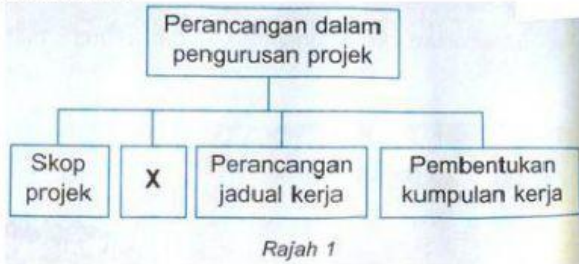 Perancangan dalam
pengurusan projek
Skop
projek
X
Perancangan
jadual kerja
Pembentukan
kumpulan kerja
Rajah 1